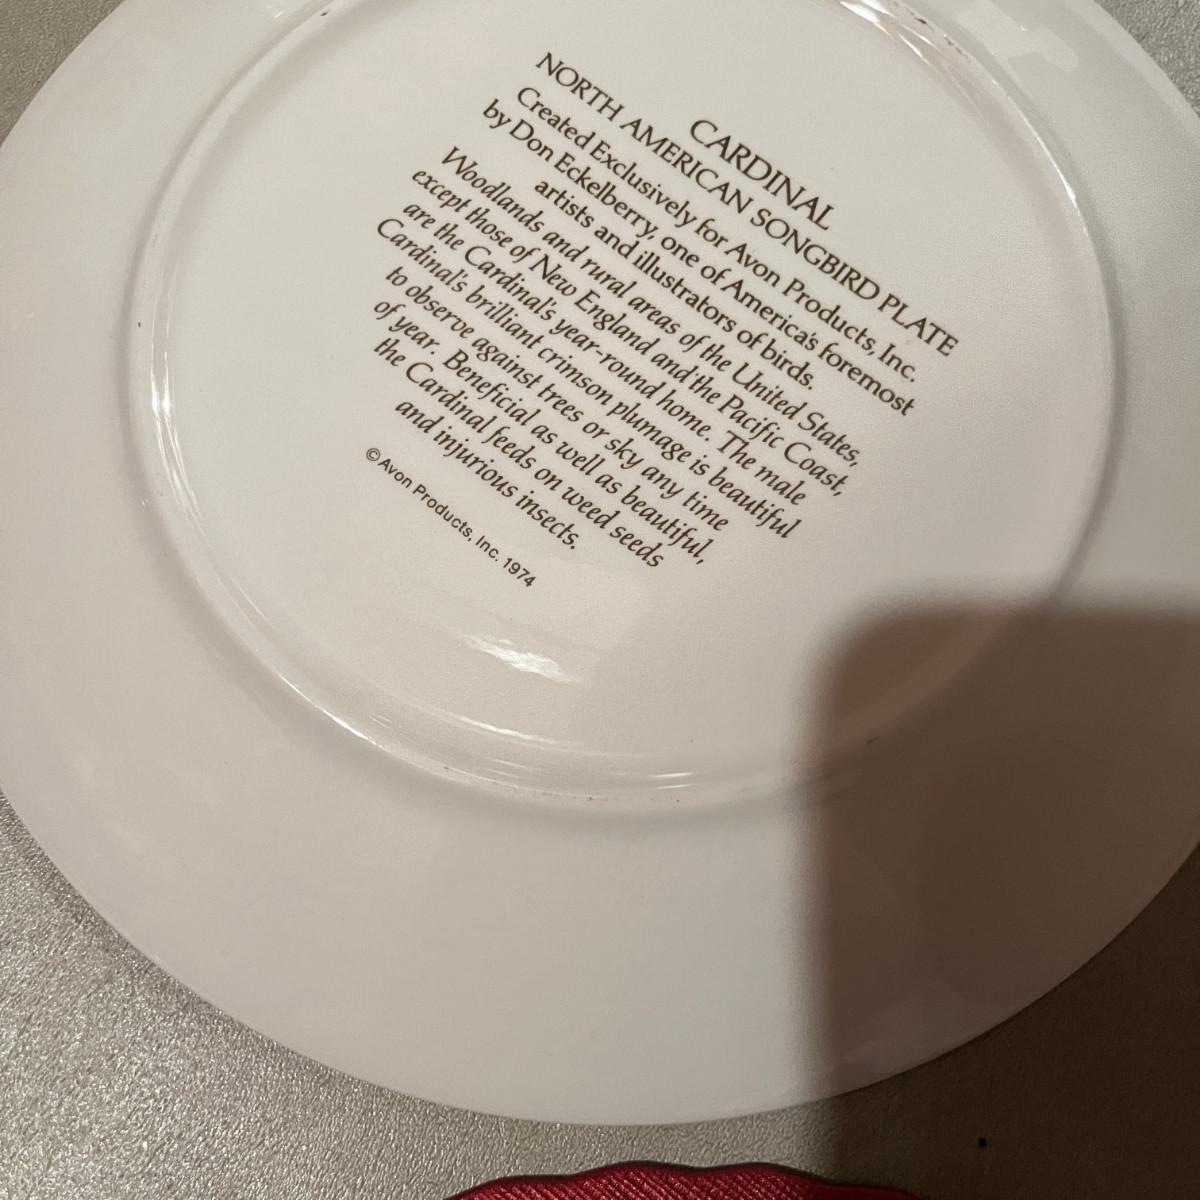 CARDINAL
NORTH AMERICAN SONGBIRD PLATE
Created Exclusively for Avon Products, Inc.
by Don Eckelberry, one of America's foremost
artists and illustrators of birds.
Woodlands and rural areas of the United States,
except those of New England and the Pacific Coast,
are the Cardinal's year-round home. The male
Cardinal's brilliant crimson plumage is beautiful
to observe against trees or sky any time
of year. Beneficial as well as beautiful,
the Cardinal feeds on weed seeds
and injurious insects.
© Avon Products, Inc. 1974